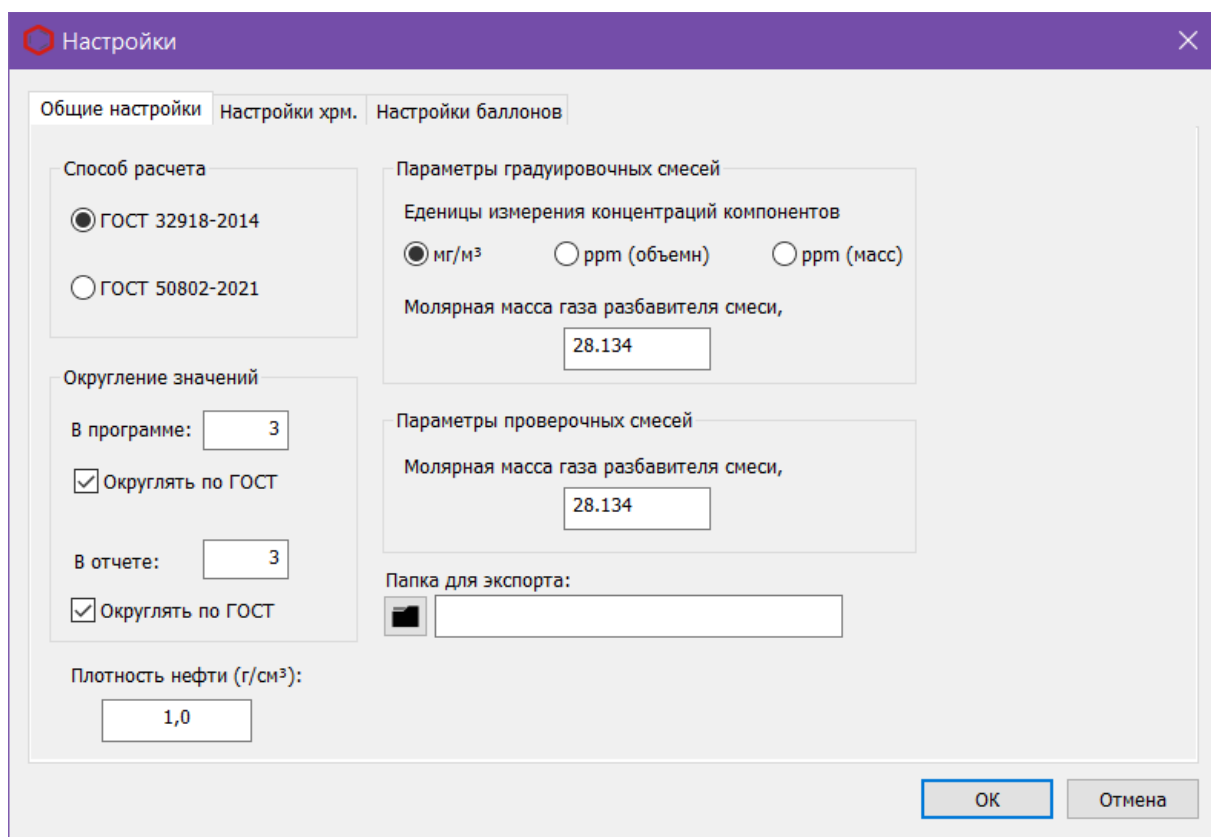 Настройки
Общие настройки
Настройки хрм.
Настройки баллонов
Способ расчета
ГОСТ 32918-2014
ГОСТ 50802-2021
Округление значений
В программе:
3
Округлять по ГОСТ
В отчете:
3
Округлять по ГОСТ
Плотность нефти (г/см³):
1,0
Параметры градуировочных смесей
Еденицы измерения концентраций компонентов
мг/м³
ppm (объемн)
ppm (масс)
Молярная масса газа разбавителя смеси,
28.134
Параметры проверочных смесей
Молярная масса газа разбавителя смеси,
28.134
Папка для экспорта:
ОК
Отмена